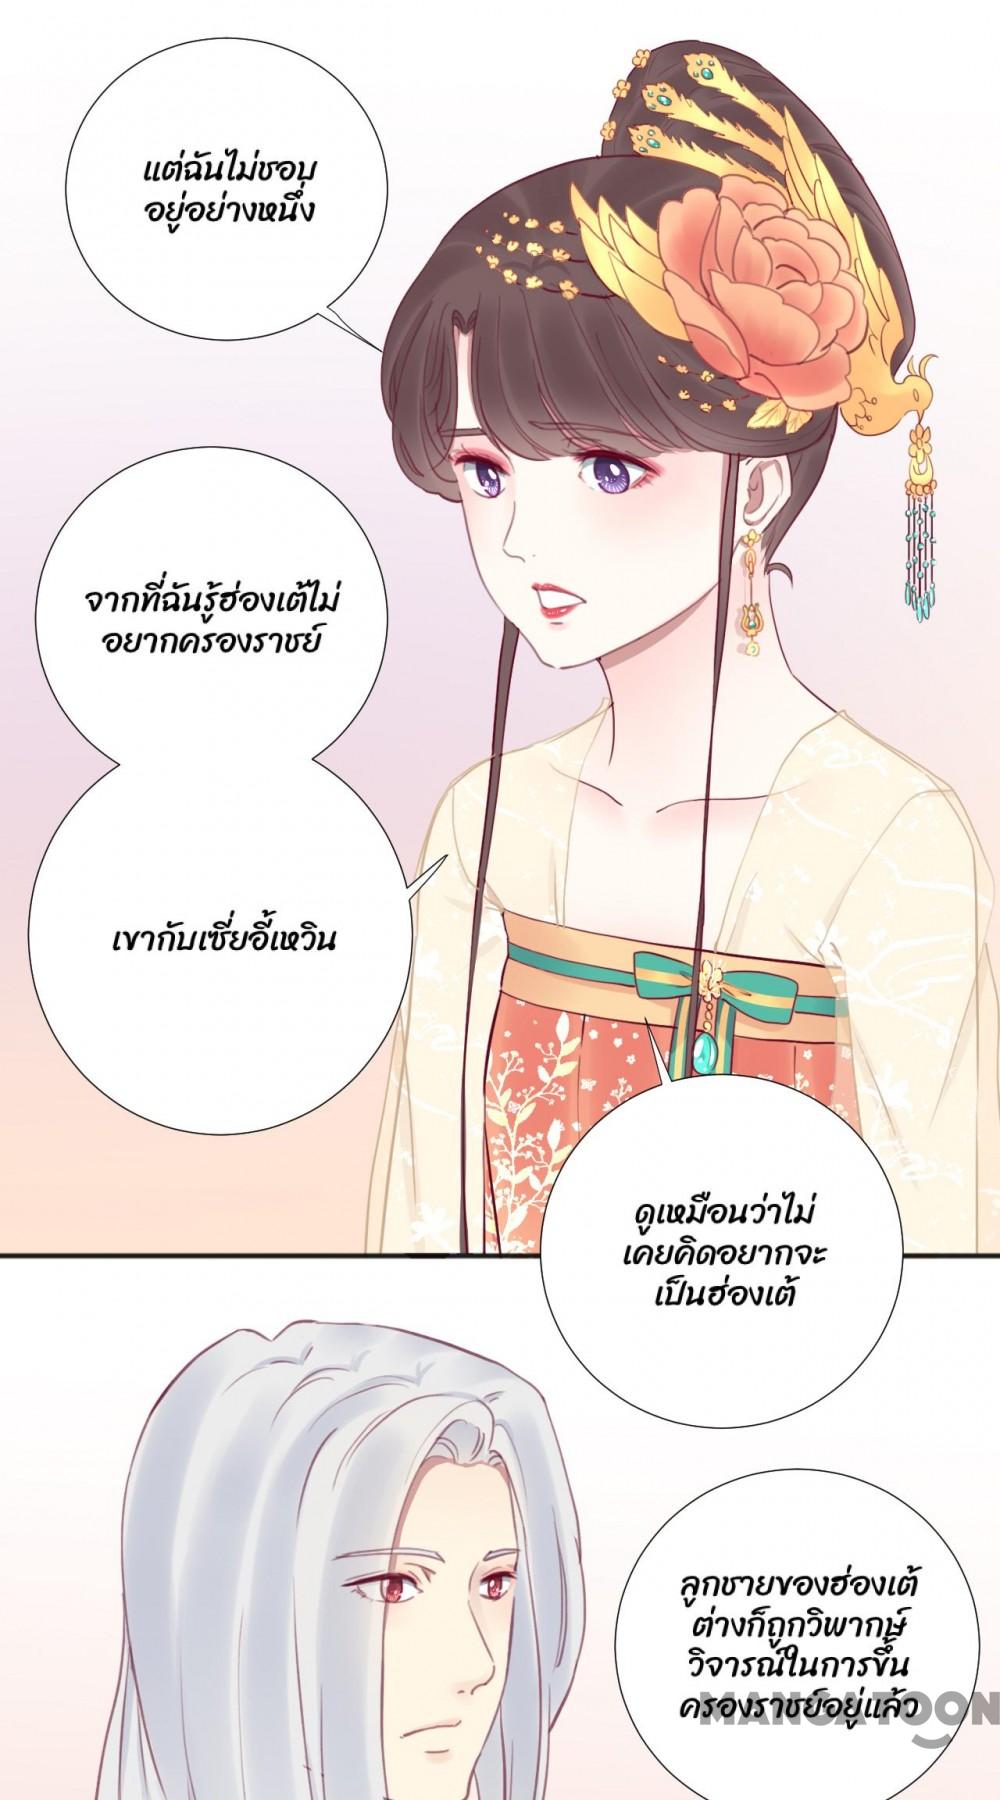 แต่ฉันไม่ชอบ
อยู่อย่างหนึ่ง
จากที่ฉันรู้ฮ่องเต้ไม่
อยากครองราชย์
เขากับเซี่ยอี้เหวิน
ดูเหมือนว่าไม่
เคยคิดอยากจะ
เป็นฮ่องเต้
ลูกชายของฮ่องเต้
ต่างก็ถูกวิพากษ์
วิจารณ์ในการขึ้น
ครองราชย์อยู่แล้ว
MANGATOON